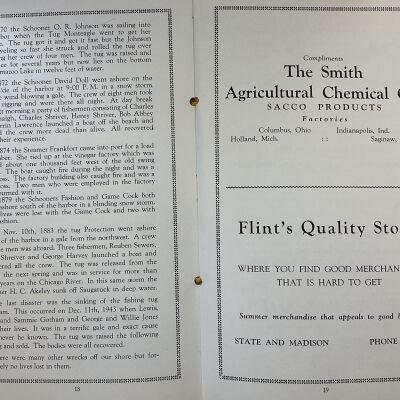 70 the Schooner O. R. Johnson was sailing into
rbor when the Tug Monteagle went to get her
e. The tug got it and got it fast but the Johnson
veling so fast she struck and rolled the tug over
ng her crew of four men. The tug was raised and
ce for several years but now lies on the bottom
mazoo Lake in twelve feet of water.
872 the Schooner David Doll went ashore on the
ide of the harbor at 9:00 P. M. in a snow storm
e wind blowing a gale. The crew of eight men took
rigging and were there all night. At day break
er morning a party of fishermen consisting of Charles
baigh, Charles Shriver, Henry Shriver, Bob Abbey
errin Lawrence launched a boat off the beach and
d the crew more dead than alive. All recovered
heir experience.
874 the Steamer Frankfort came into port for a load
ber. She tied up at the vinegar factory which was
d about one thousand feet west of the old swing
The boat caught fire during the night and was a
oss. The factory building also caught fire and was a
oss. Two men who were employed in the factory
urned with it.
1879 the Schooners Fashion and Game Cock both
shore south of the harbor in a blinding snow storm.
lives were lost with the Game Cock and two with
shion.
Nov. 10th, 1883 the tug Protection went ashore
of the harbor in a gale from the northwest. A crew
men was aboard. Three fishermen, Reuben Sewers,
Shreiver and George Harvey launched a boat and
ered all the crew. The tug was released from the
the next spring and was in service for more than
years on the Chicago River. In this same storm the
er H. C. Akeley sunk off Saugatuck in deep water.
e last disaster was the sinking of the fishing tug
am. This occurred on Dec. 11th, 1943 when Lewis,
and Sammie Gotham and George and Willie Jones
heir lives. It was in a terrific gale and exact cause
never be known. The tug was raised the following
g and sold. The bodies were all recovered.
ere were many other wrecks off our shore but for-
ely no lives lost in them.
18
Compliments
The Smith
Agricultural Chemical C
SACCO PRODUCTS
Factories
Columbus, Ohio Indianapolis, Ind.
Holland, Mich. : : Saginaw,
Flint's Quality Sto
WHERE YOU FIND GOOD MERCHAN
THAT IS HARD TO GET
Summer merchandise that appeals to good
STATE AND MADISON PHONE
19